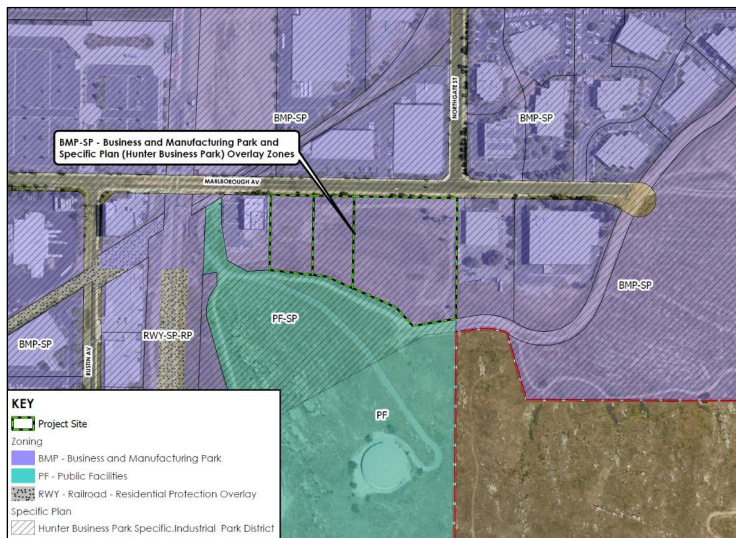 BMP-SP
NORTHGATE ST
BMP-SP
BMP-SP - Business and Manufacturing Park and
Specific Plan (Hunter Business Park) Overlay Zones
MARLBOROUGH AV
BMP-SP
PF-SP
RWY-SP-RP
BMP-SP
RUSTIN AV
PF
KEY
Project Site
Zoning
BMP - Business and Manufacturing Park
PF - Public Facilities
RWY - Railroad - Residential Protection Overlay
Specific Plan
Hunter Business Park Specific.Industrial Park District